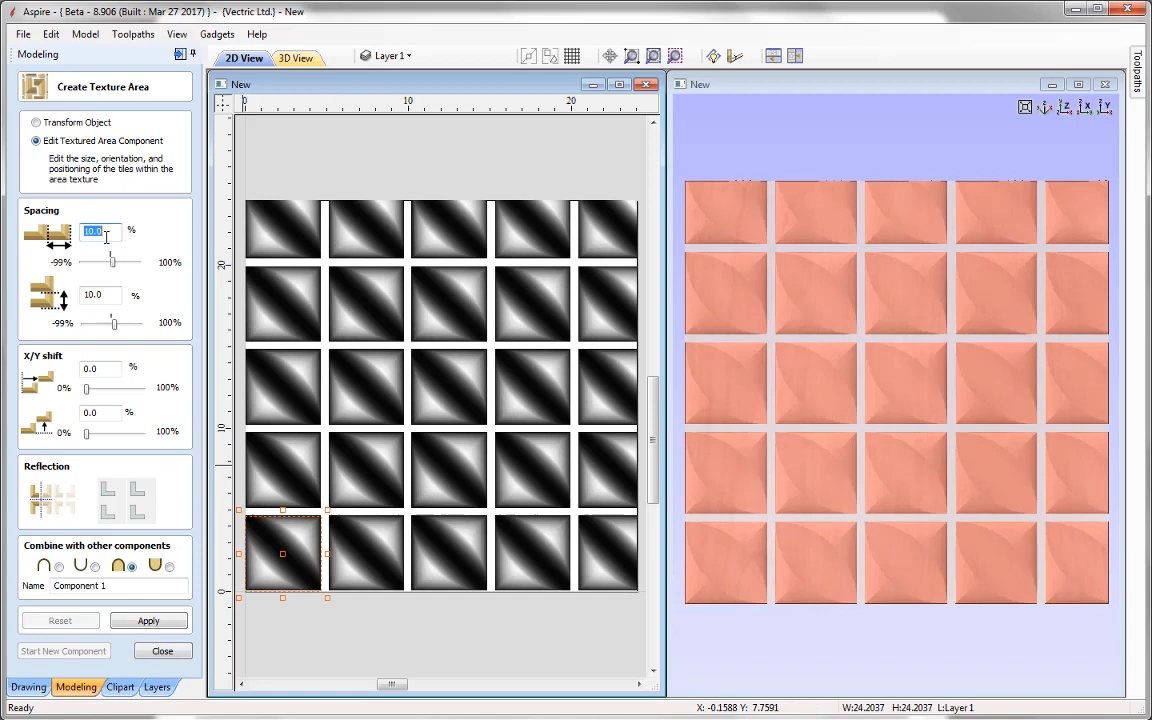 Aspire - { Beta - 8.906 (Built : Mar 27 2017) } - {Vectric Ltd.} - New
File Edit Model Toolpaths View Gadgets Help
Modeling
Create Texture Area
Transform Object
Edit Textured Area Component
Edit the size, orientation, and
positioning of the tiles within the
area texture
Spacing
10.0 %
-99% 100%
10.0 %
-99% 100%
X/Y shift
0.0
0% 100%
0.0 %
0% 100%
Reflection
Combine with other components
Name Component 1
Reset Apply
Start New Component Close
Drawing Modeling Clipart Layers
Ready
2D View 3D View Layer1
New
0 10 20
20
10
0
New
Z X Y
Toolpaths
X: -0.1588 Y: 7.7591
W:24.2037 H:24.2037 L:Layer 1